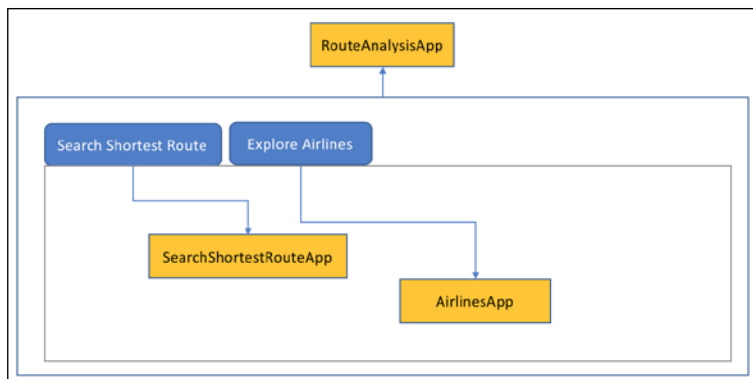 RouteAnalysisApp
Search Shortest Route
Explore Airlines
SearchShortestRouteApp
AirlinesApp